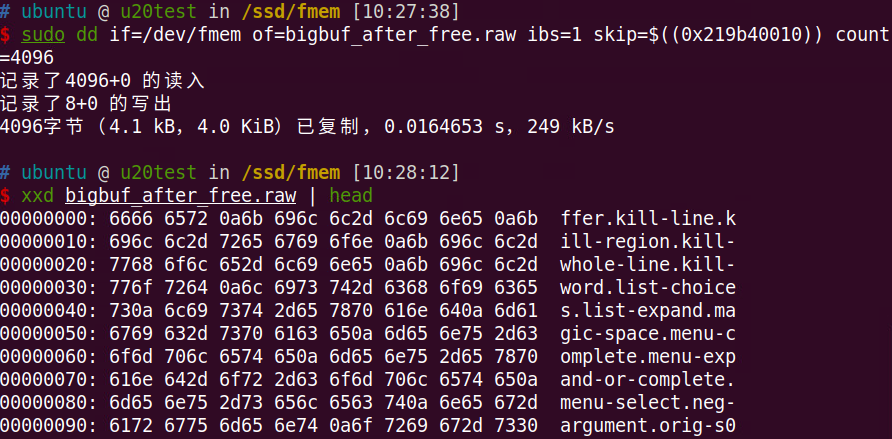 # ubuntu @ u20test in /ssd/fmem [10:27:38]
$ sudo dd if=/dev/fmem of=bigbuf_after_free.raw ibs=1 skip=$((0x219b40010)) count
=4096
记录了4096+0 的读入
记录了8+0 的写出
4096字节 (4.1 kB, 4.0 KiB) 已复制, 0.0164653 s, 249 kB/s
# ubuntu @ u20test in /ssd/fmem [10:28:12]
$ xxd bigbuf_after_free.raw | head
00000000: 6666 6572 0a6b 696c 6c2d 6c69 6e65 0a6b  ffer.kill-line.k
00000010: 696c 6c2d 7265 6769 6f6e 0a6b 696c 6c2d  ill-region.kill-
00000020: 7768 6f6c 652d 6c69 6e65 0a6b 696c 6c2d  whole-line.kill-
00000030: 776f 7264 0a6c 6973 742d 6368 6f69 6365  word.list-choice
00000040: 730a 6c69 7374 2d65 7870 616e 640a 6d61  s.list-expand.ma
00000050: 6769 632d 7370 6163 650a 6d65 6e75 2d63  gic-space.menu-c
00000060: 6f6d 706c 6574 650a 6d65 6e75 2d65 7870  omplete.menu-exp
00000070: 616e 642d 6f72 2d63 6f6d 706c 6574 650a  and-or-complete.
00000080: 6d65 6e75 2d73 656c 6563 740a 6e65 672d  menu-select.neg-
00000090: 6172 6775 6d65 6e74 0a6f 7269 672d 7330  argument.orig-s0